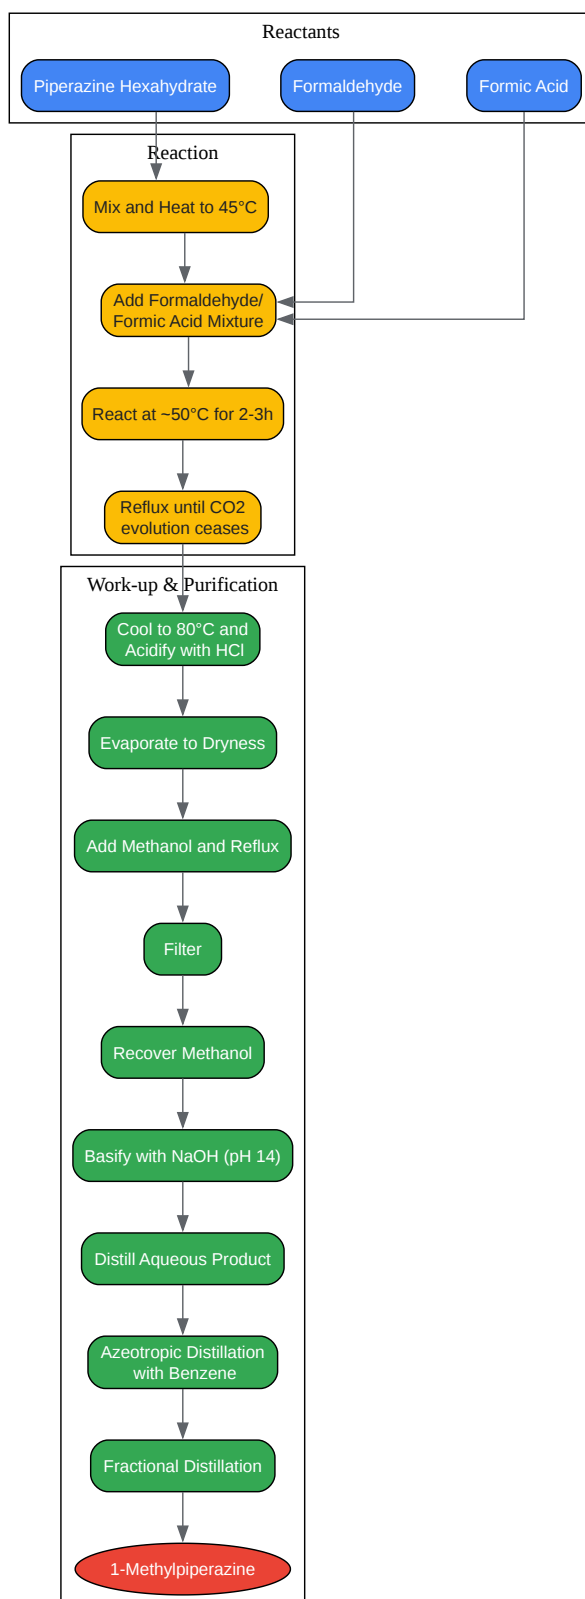 Reactants
Piperazine Hexahydrate
Formaldehyde
Formic Acid
Reaction
Mix and Heat to 45°C
Add Formaldehyde/
Formic Acid Mixture
React at ~50°C for 2-3h
Reflux until CO2
evolution ceases
Work-up & Purification
Cool to 80°C and
Acidify with HCl
Evaporate to Dryness
Add Methanol and Reflux
Filter
Recover Methanol
Basify with NaOH (pH 14)
Distill Aqueous Product
Azeotropic Distillation
with Benzene
Fractional Distillation
1-Methylpiperazine